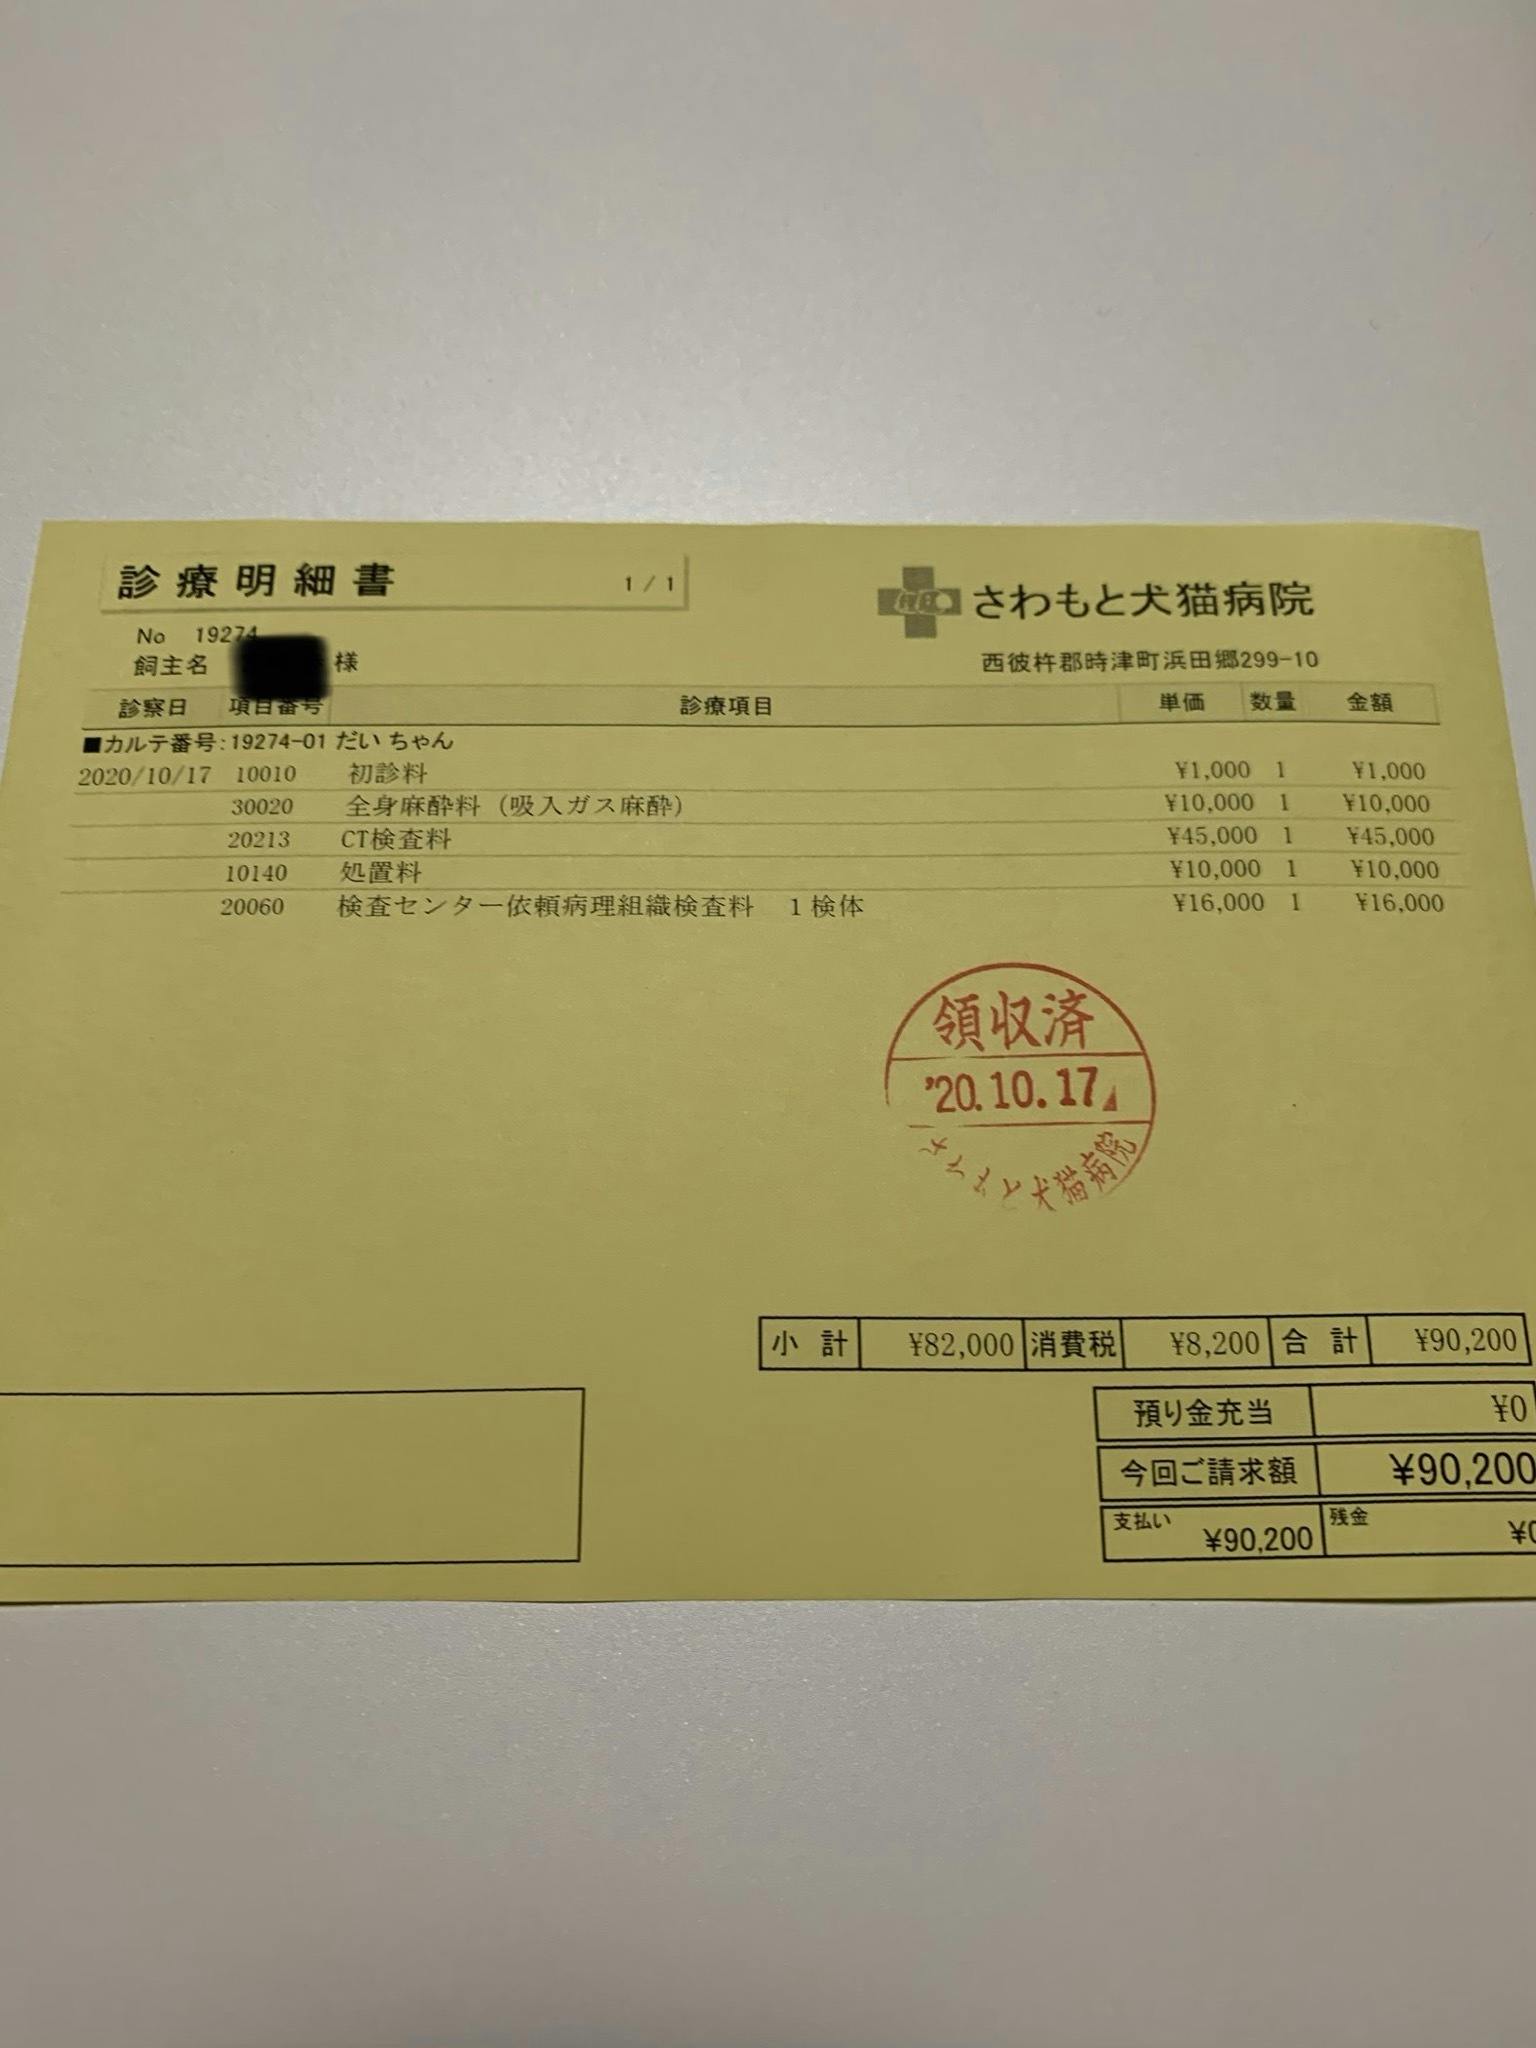 診療明細書 1/1
さわもと犬猫病院
No 19274
飼主名 様
西彼杵郡時津町浜田郷299-10
診察日 項目番号 診療項目 単価 数量 金額
■カルテ番号:19274-01 だい ちゃん
2020/10/17 10010 初診料 ¥1,000 1 ¥1,000
30020 全身麻酔料（吸入ガス麻酔） ¥10,000 1 ¥10,000
20213 CT検査料 ¥45,000 1 ¥45,000
10140 処置料 ¥10,000 1 ¥10,000
20060 検査センター依頼病理組織検査料 1検体 ¥16,000 1 ¥16,000
領収済
'20.10.17
さわもと犬猫病院
小計 ¥82,000 消費税 ¥8,200 合計 ¥90,200
預り金充当 ¥0
今回ご請求額 ¥90,200
支払い ¥90,200 残金 ¥0